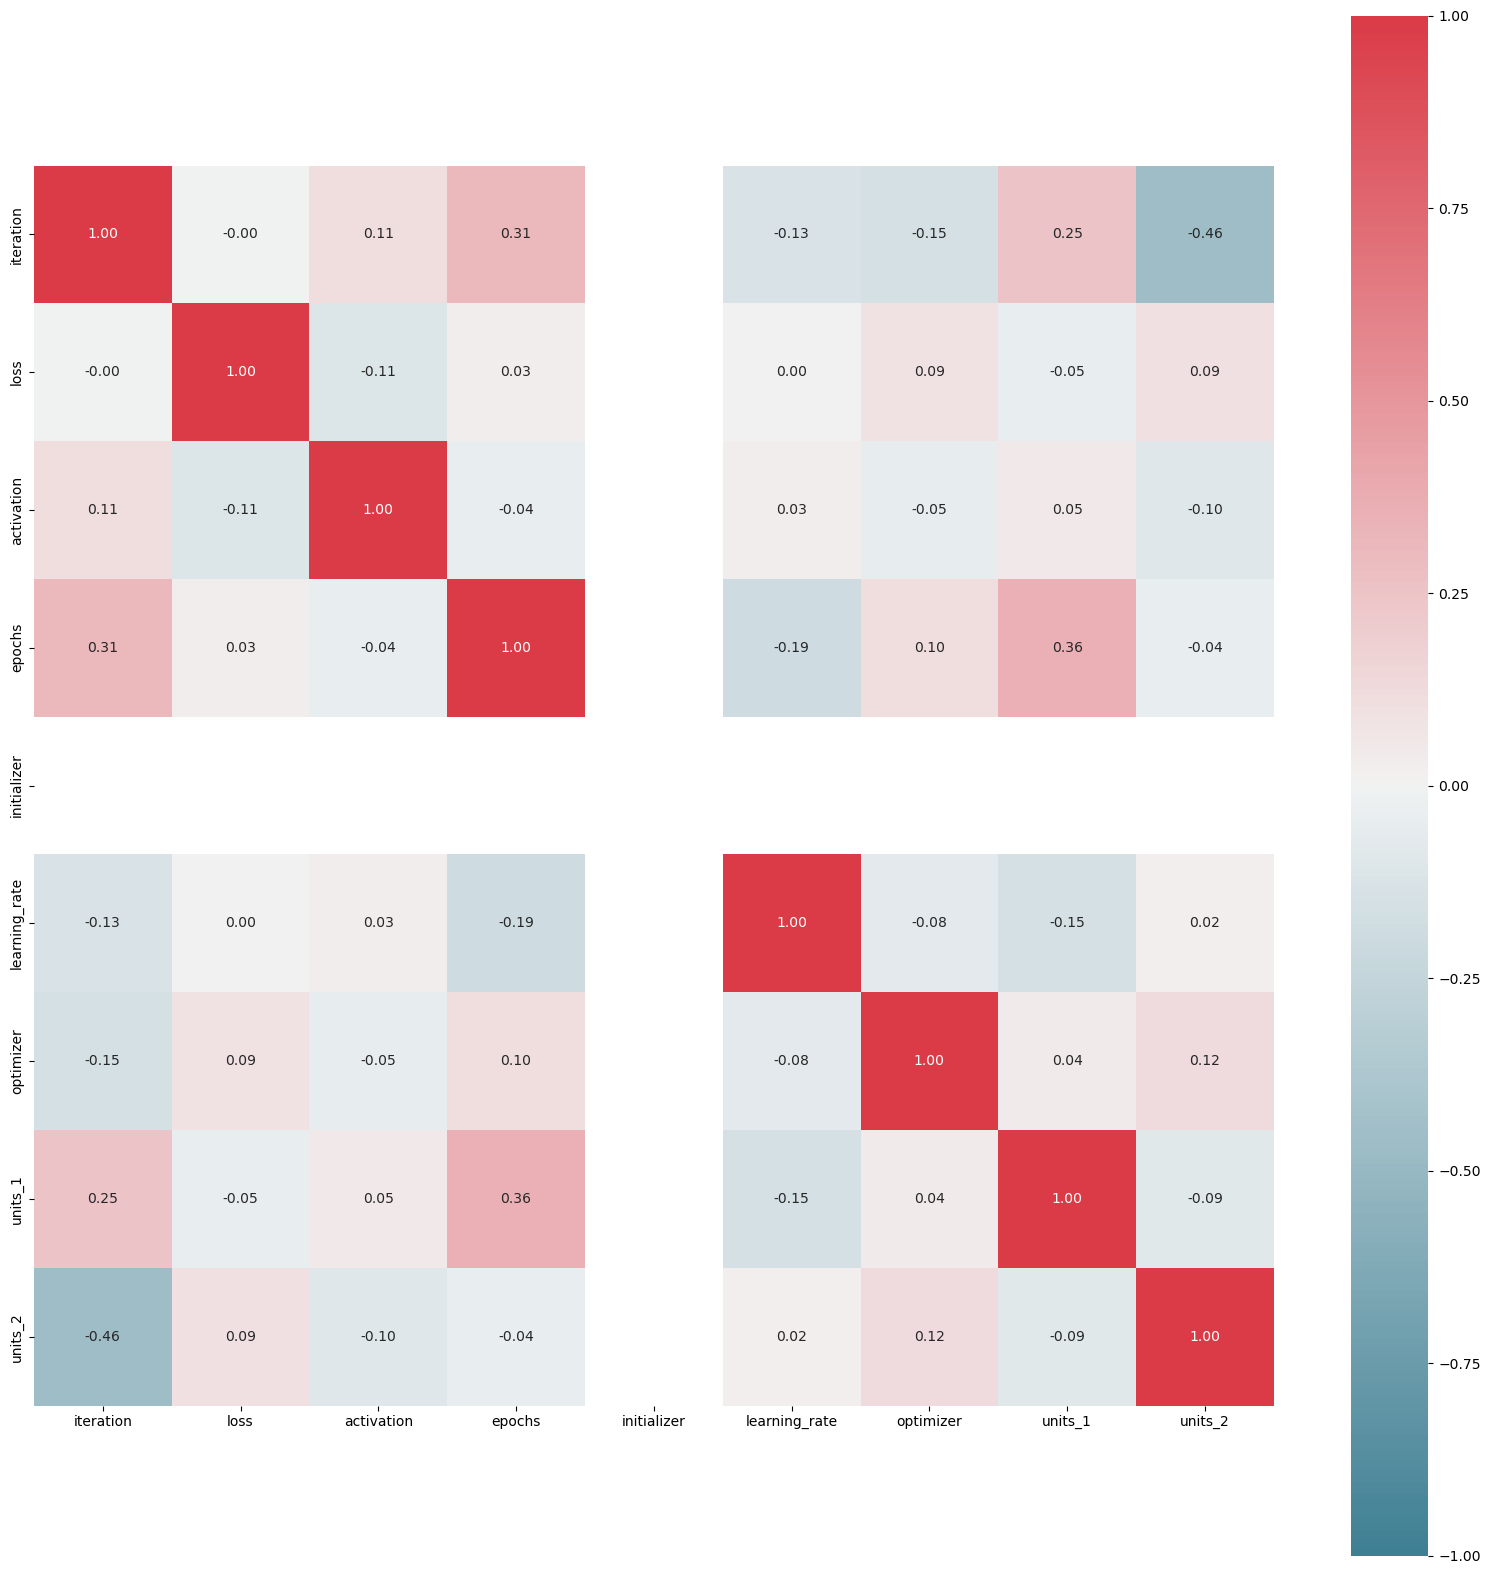 1.00
iteration 1.00 -0.00 0.11 0.31 -0.13 -0.15 0.25 -0.46
0.75
loss -0.00 1.00 -0.11 0.03 0.00 0.09 -0.05 0.09
0.50
activation 0.11 -0.11 1.00 -0.04 0.03 -0.05 0.05 -0.10
0.25
epochs 0.31 0.03 -0.04 1.00 -0.19 0.10 0.36 -0.04
initializer
0.00
learning_rate -0.13 0.00 0.03 -0.19 1.00 -0.08 -0.15 0.02
−0.25
optimizer -0.15 0.09 -0.05 0.10 -0.08 1.00 0.04 0.12
−0.50
units_1 0.25 -0.05 0.05 0.36 -0.15 0.04 1.00 -0.09
units_2 -0.46 0.09 -0.10 -0.04 0.02 0.12 -0.09 1.00
−0.75
iteration loss activation epochs initializer learning_rate optimizer units_1 units_2
−1.00